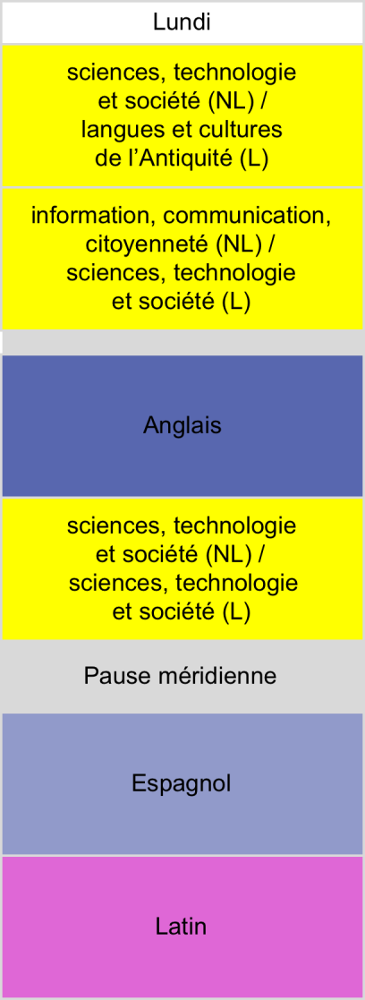 Lundi
sciences, technologie
et société (NL) /
langues et cultures
de l’Antiquité (L)
information, communication,
citoyenneté (NL) /
sciences, technologie
et société (L)
Anglais
sciences, technologie
et société (NL) /
sciences, technologie
et société (L)
Pause méridienne
Espagnol
Latin